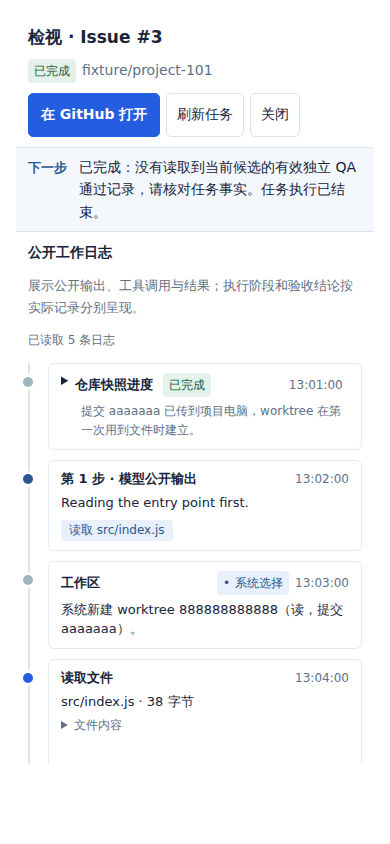 检视 · Issue #3
已完成 fixture/project-101
在 GitHub 打开 刷新任务 关闭
下一步 已完成：没有读取到当前候选的有效独立 QA
通过记录，请核对任务事实。任务执行已结
束。
公开工作日志
展示公开输出、工具调用与结果；执行阶段和验收结论按
实际记录分别呈现。
已读取 5 条日志
仓库快照进度 已完成 13:01:00
提交 aaaaaaa 已传到项目电脑，worktree 在第
一次用到文件时建立。
第 1 步 · 模型公开输出 13:02:00
Reading the entry point first.
读取 src/index.js
工作区 • 系统选择 13:03:00
系统新建 worktree 888888888888（读，提交
aaaaaaa）。
读取文件 13:04:00
src/index.js · 38 字节
文件内容